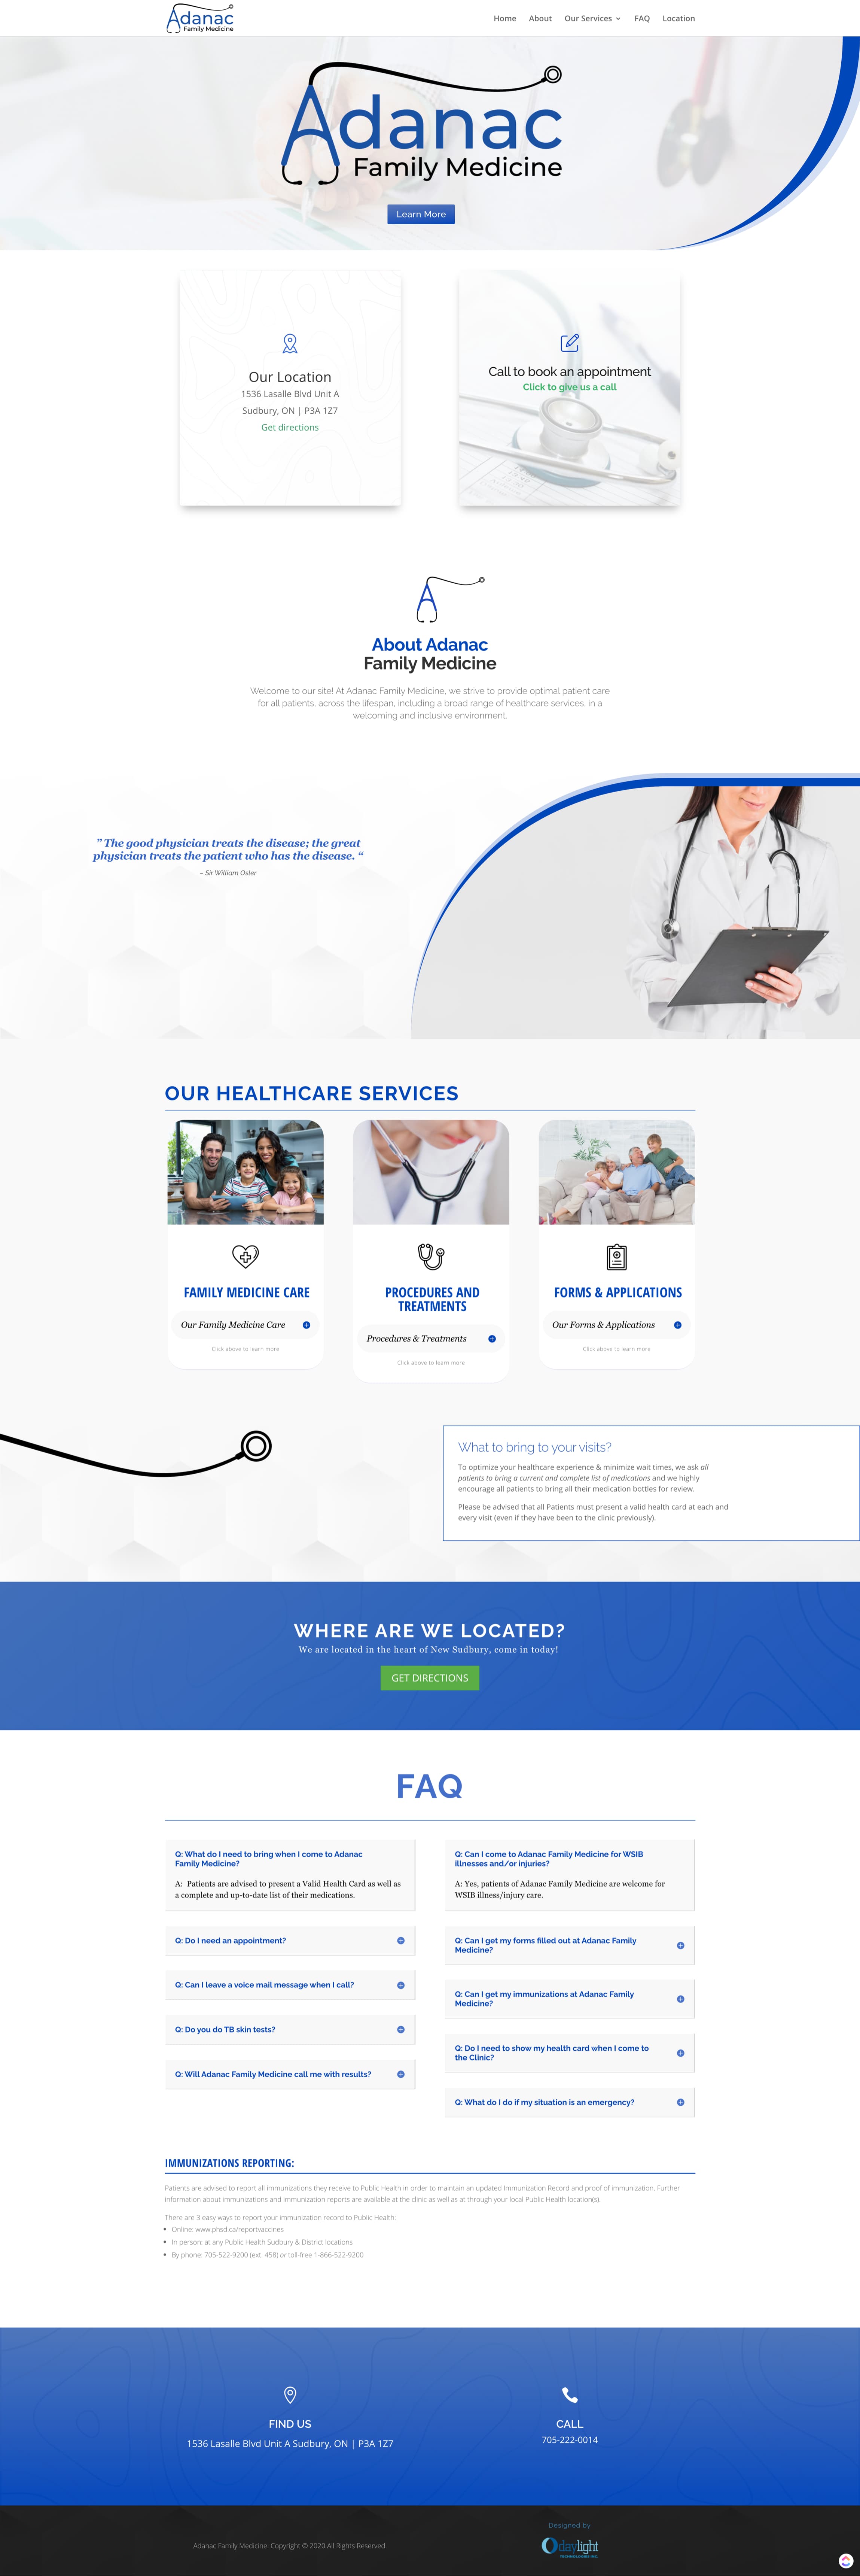 Adanac
Family Medicine
Home
About
Our Services
FAQ
Location
Adanac
Family Medicine
Learn More
Our Location
1536 Lasalle Blvd Unit A
Sudbury, ON | P3A 1Z7
Get directions
Call to book an appointment
Click to give us a call
About Adanac
Family Medicine
Welcome to our site! At Adanac Family Medicine, we strive to provide optimal patient care
for all patients, across the lifespan, including a broad range of healthcare services, in a
welcoming and inclusive environment.
” The good physician treats the disease; the great
physician treats the patient who has the disease. “
– Sir William Osler
OUR HEALTHCARE SERVICES
FAMILY MEDICINE CARE
Our Family Medicine Care
Click above to learn more
PROCEDURES AND
TREATMENTS
Procedures & Treatments
Click above to learn more
FORMS & APPLICATIONS
Our Forms & Applications
Click above to learn more
What to bring to your visits?
To optimize your healthcare experience & minimize wait times, we ask all
patients to bring a current and complete list of medications and we highly
encourage all patients to bring all their medication bottles for review.
Please be advised that all Patients must present a valid health card at each and
every visit (even if they have been to the clinic previously).
WHERE ARE WE LOCATED?
We are located in the heart of New Sudbury, come in today!
GET DIRECTIONS
FAQ
Q: What do I need to bring when I come to Adanac
Family Medicine?
A: Patients are advised to present a Valid Health Card as well as
a complete and up-to-date list of their medications.
Q: Do I need an appointment?
Q: Can I leave a voice mail message when I call?
Q: Do you do TB skin tests?
Q: Will Adanac Family Medicine call me with results?
Q: Can I come to Adanac Family Medicine for WSIB
illnesses and/or injuries?
A: Yes, patients of Adanac Family Medicine are welcome for
WSIB illness/injury care.
Q: Can I get my forms filled out at Adanac Family
Medicine?
Q: Can I get my immunizations at Adanac Family
Medicine?
Q: Do I need to show my health card when I come to
the Clinic?
Q: What do I do if my situation is an emergency?
IMMUNIZATIONS REPORTING:
Patients are advised to report all immunizations they receive to Public Health in order to maintain an updated Immunization Record and proof of immunization. Further
information about immunizations and immunization reports are available at the clinic as well as at through your local Public Health location(s).
There are 3 easy ways to report your immunization record to Public Health:
Online: www.phsd.ca/reportvaccines
In person: at any Public Health Sudbury & District locations
By phone: 705-522-9200 (ext. 458) or toll-free 1-866-522-9200
FIND US
1536 Lasalle Blvd Unit A Sudbury, ON | P3A 1Z7
CALL
705-222-0014
Adanac Family Medicine. Copyright © 2020 All Rights Reserved.
Designed by
daylight
TECHNOLOGIES INC.